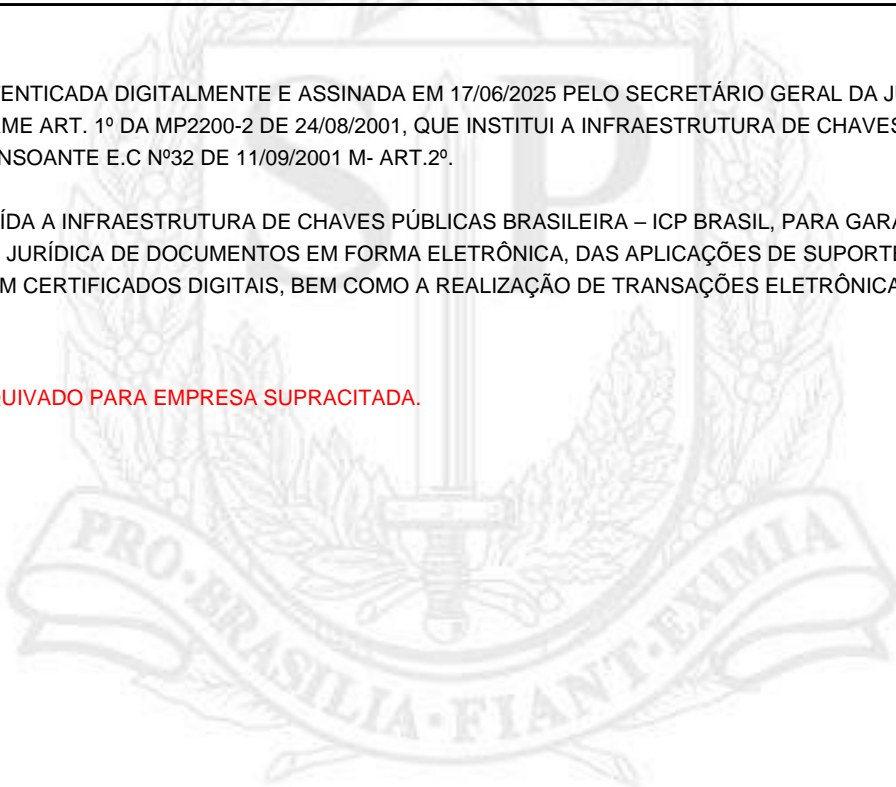 ENTICADA DIGITALMENTE E ASSINADA EM 17/06/2025 PELO SECRETÁRIO GERAL DA J
ME ART. 1º DA MP2200-2 DE 24/08/2001, QUE INSTITUI A INFRAESTRUTURA DE CHAVES
NSOANTE E.C Nº32 DE 11/09/2001 M- ART.2º.
ÍDA A INFRAESTRUTURA DE CHAVES PÚBLICAS BRASILEIRA – ICP BRASIL, PARA GARA
JURÍDICA DE DOCUMENTOS EM FORMA ELETRÔNICA, DAS APLICAÇÕES DE SUPORTE
M CERTIFICADOS DIGITAIS, BEM COMO A REALIZAÇÃO DE TRANSAÇÕES ELETRÔNICA
UIVADO PARA EMPRESA SUPRACITADA.
SP
PRO·BRASILIA·FIANT·EXIMIA